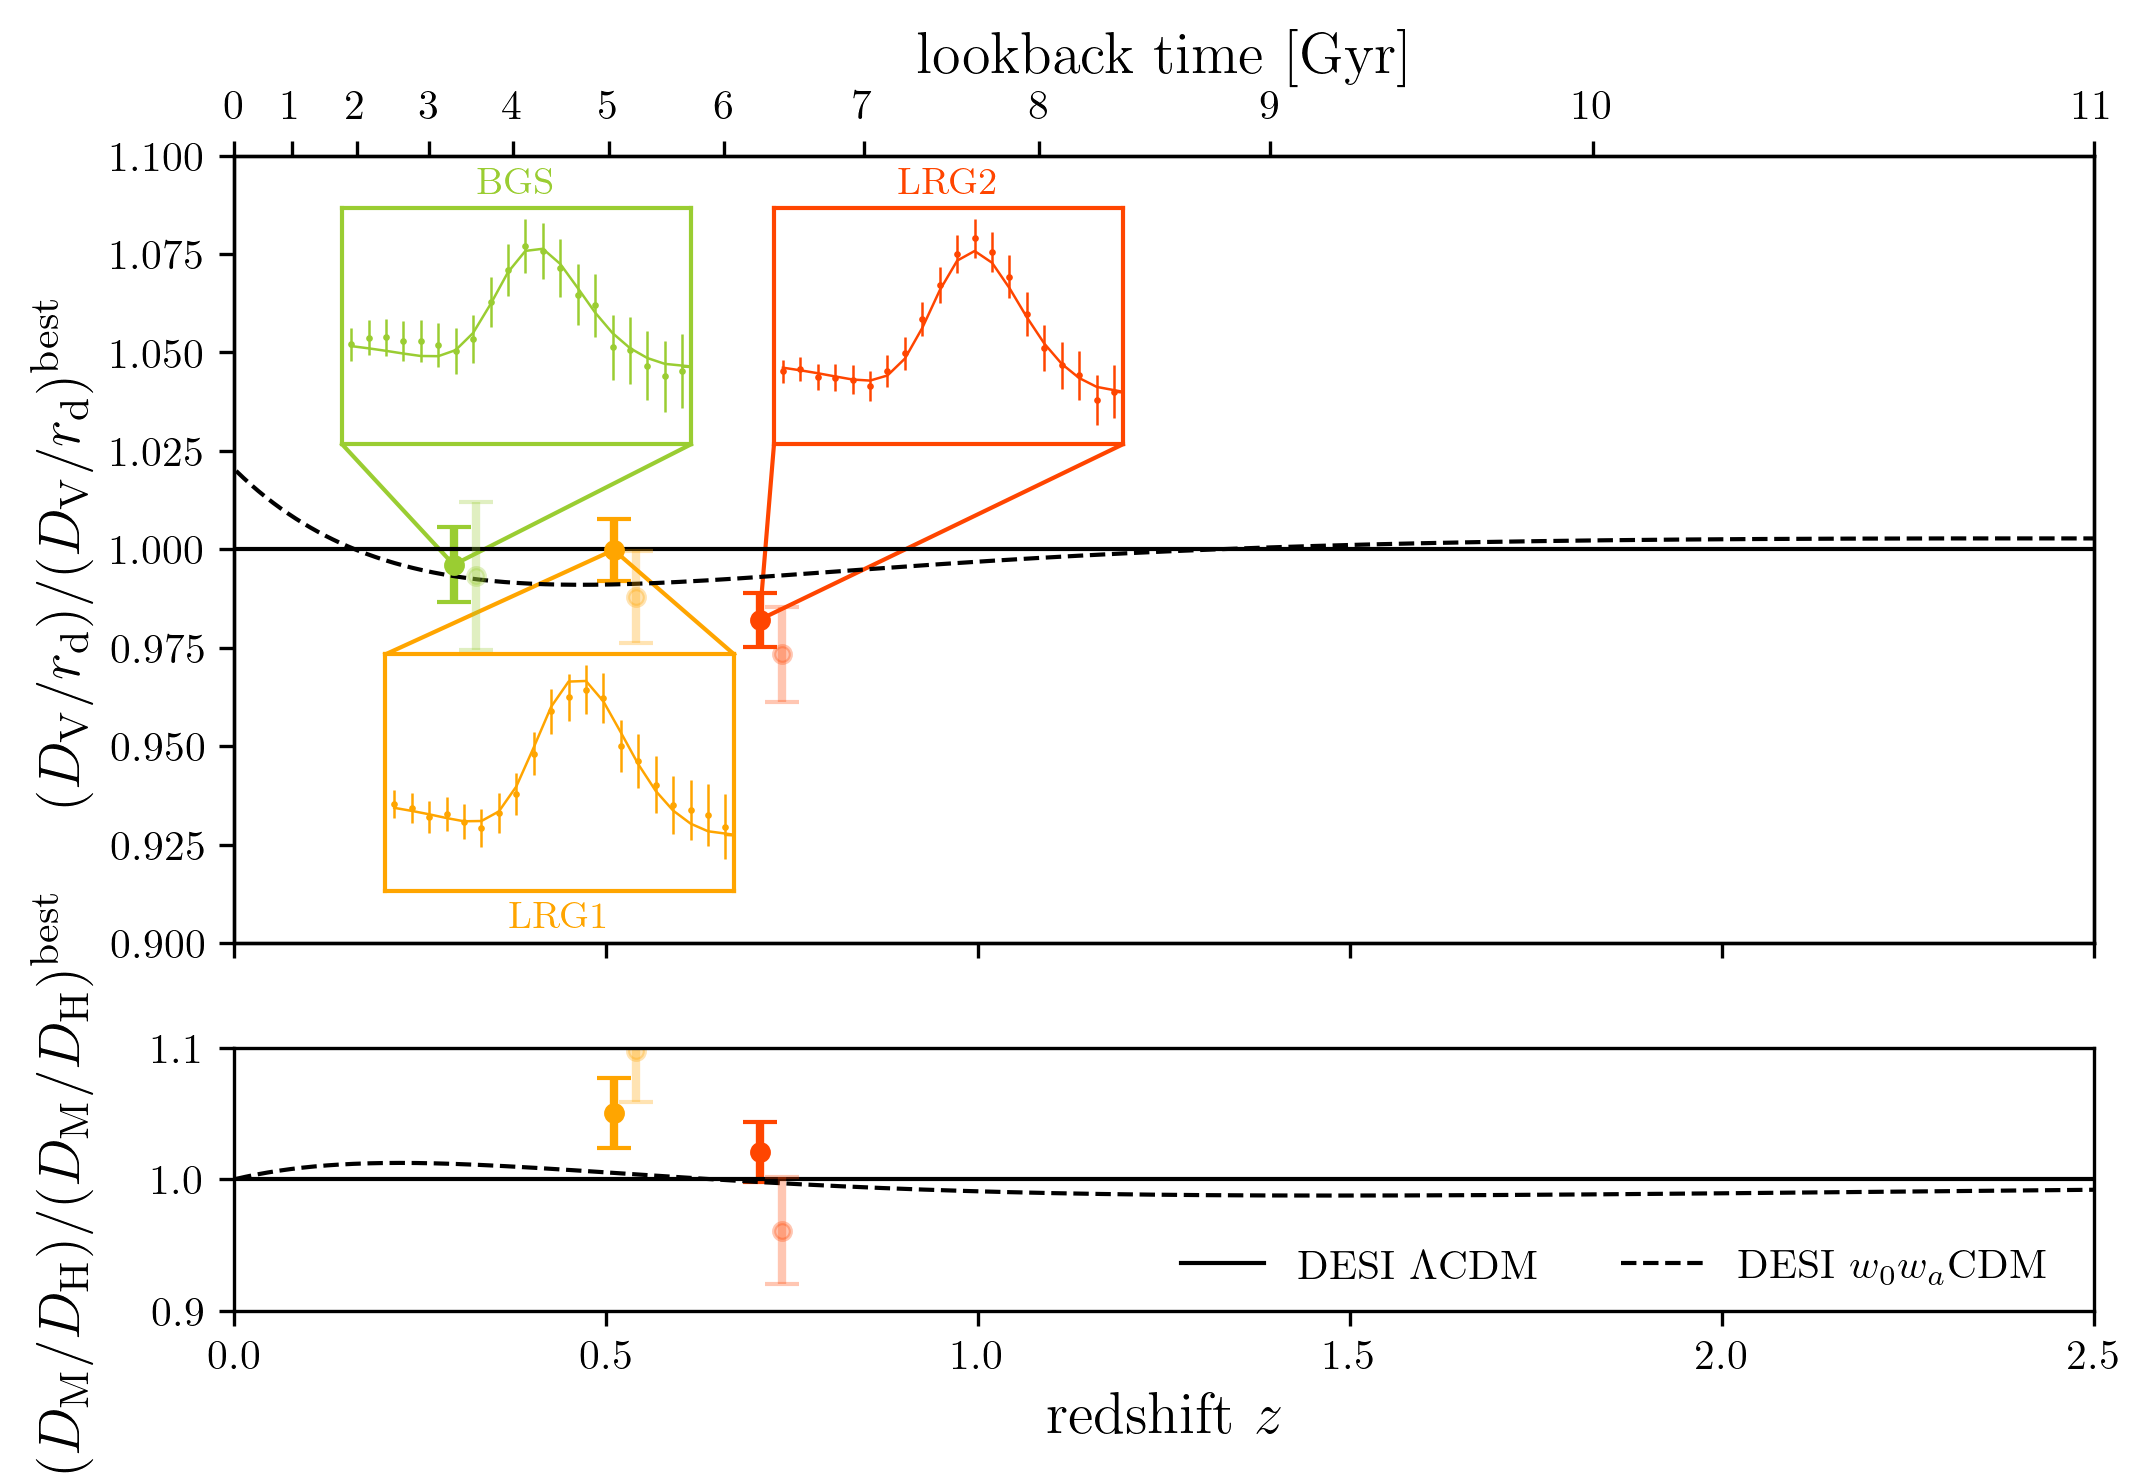 lookback time [Gyr]
0 1 2 3 4 5 6 7 8 9 10 11
(D_V/r_d)/(D_V/r_d)^best
1.100
1.075
1.050
1.025
1.000
0.975
0.950
0.925
0.900
BGS
LRG2
LRG1
(D_M/D_H)/(D_M/D_H)^best
1.1
1.0
0.9
DESI ΛCDM
DESI w₀wₐCDM
0.0 0.5 1.0 1.5 2.0 2.5
redshift z